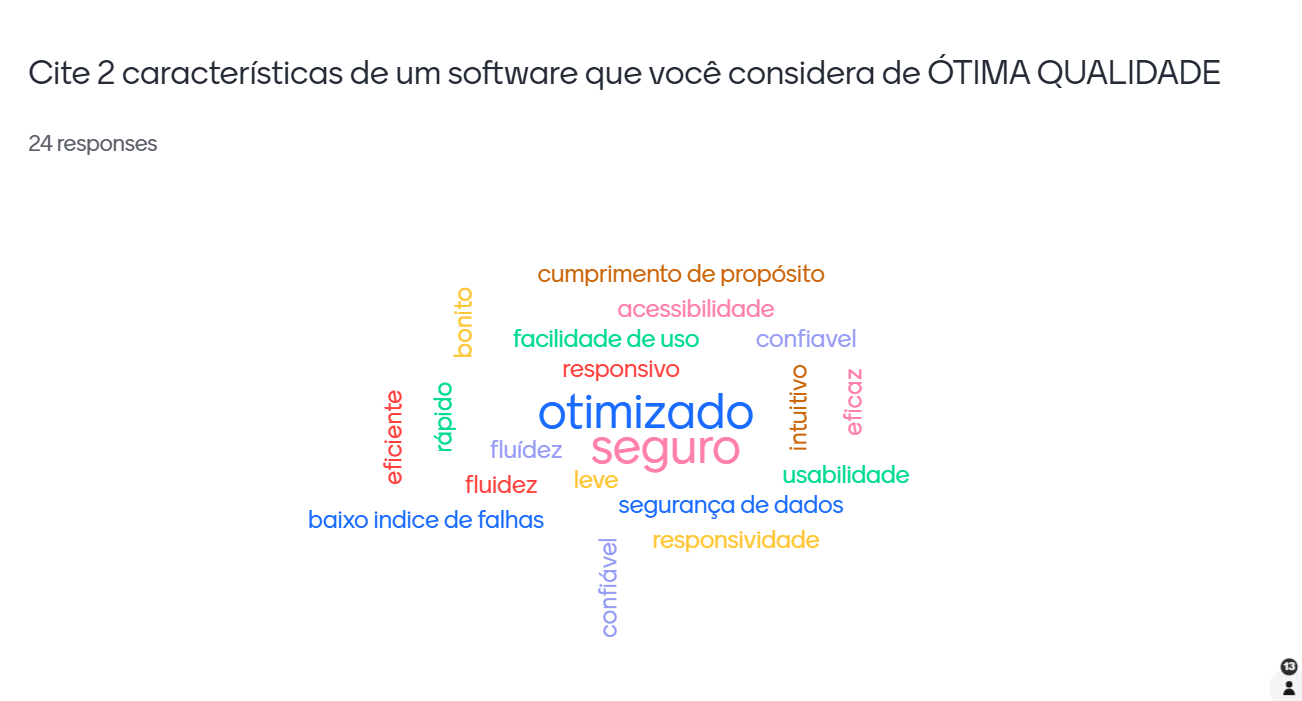 Cite 2 características de um software que você considera de ÓTIMA QUALIDADE
24 responses
cumprimento de propósito
bonito
acessibilidade
facilidade de uso
confiavel
responsivo
intuitivo
eficaz
eficiente
rápido
otimizado
seguro
fluídez
usabilidade
fluidez
leve
segurança de dados
baixo indice de falhas
responsividade
confiável
13